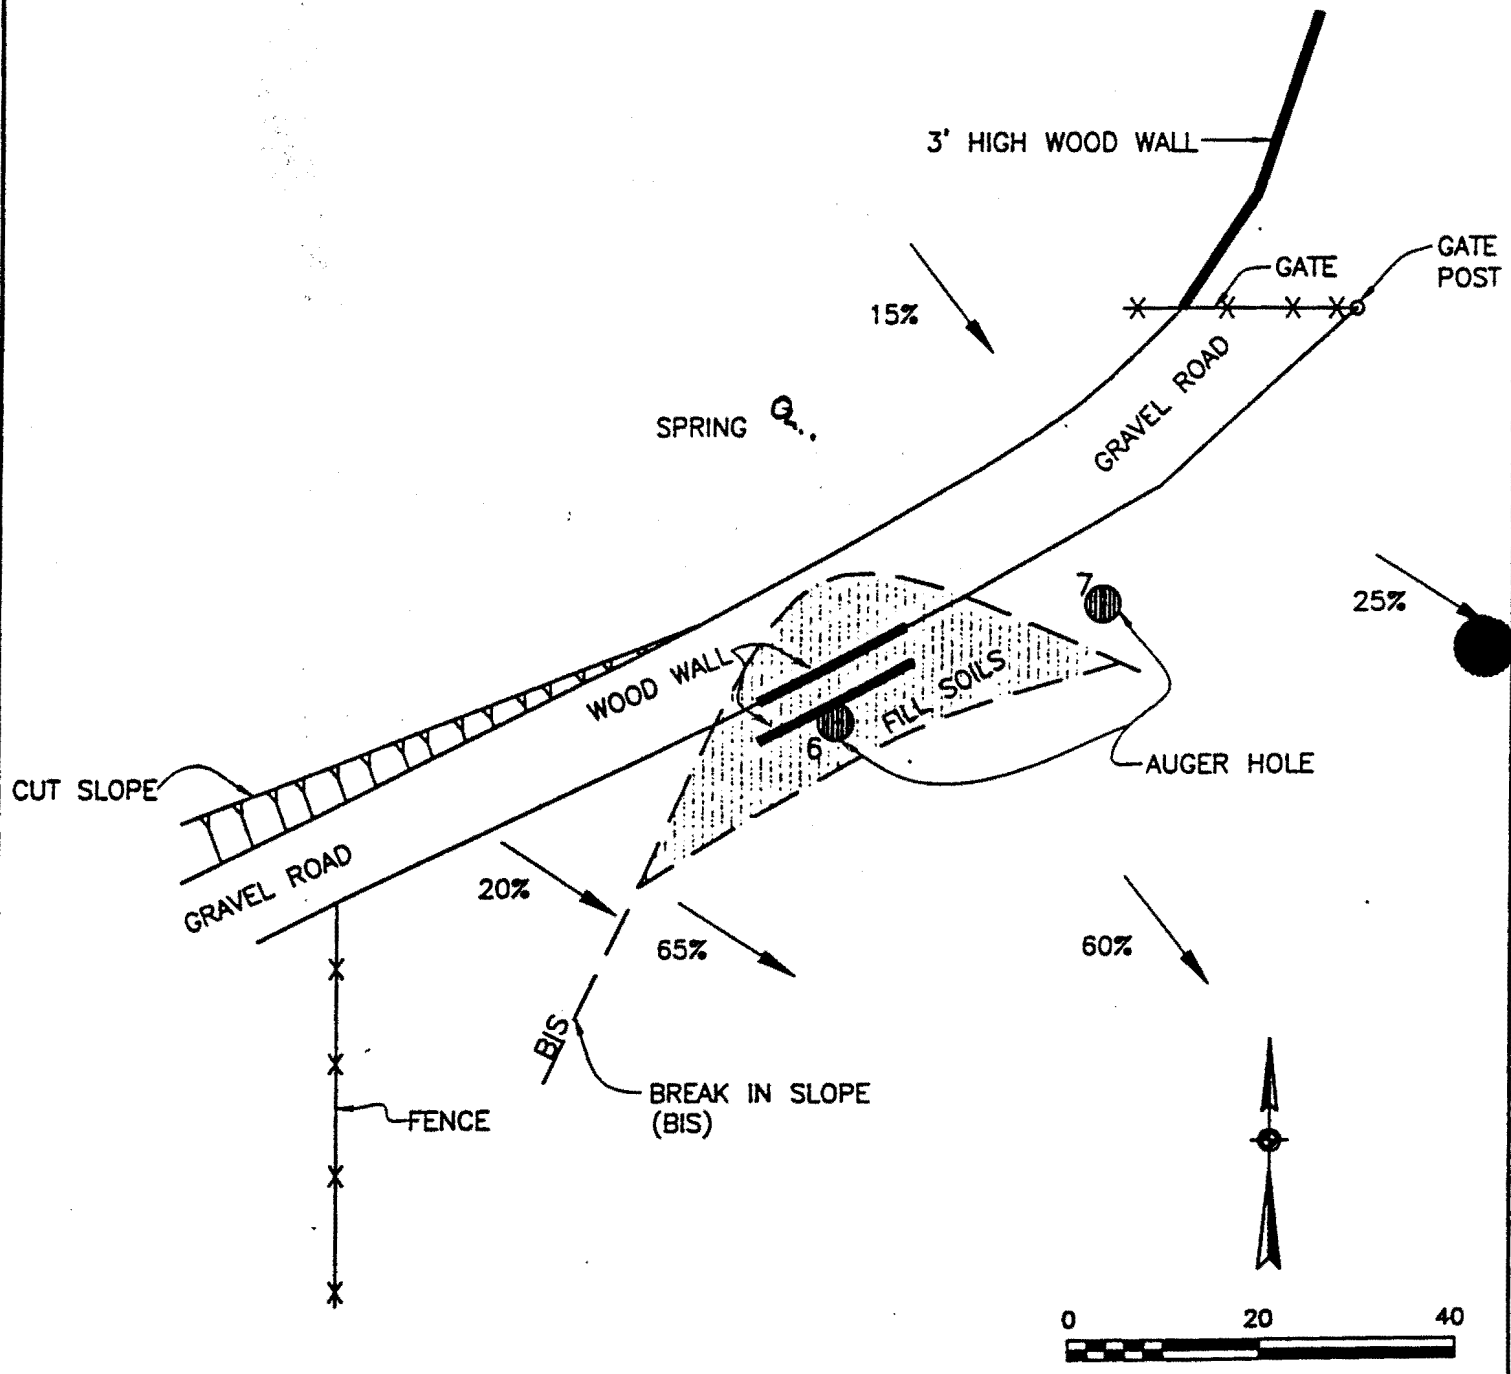 3' HIGH WOOD WALL
GATE
POST
GATE
15%
GRAVEL ROAD
SPRING
7
25%
WOOD WALL
FILL SOILS
6
AUGER HOLE
CUT SLOPE
GRAVEL ROAD
20%
65%
60%
BIS
BREAK IN SLOPE
(BIS)
FENCE
0 20 40